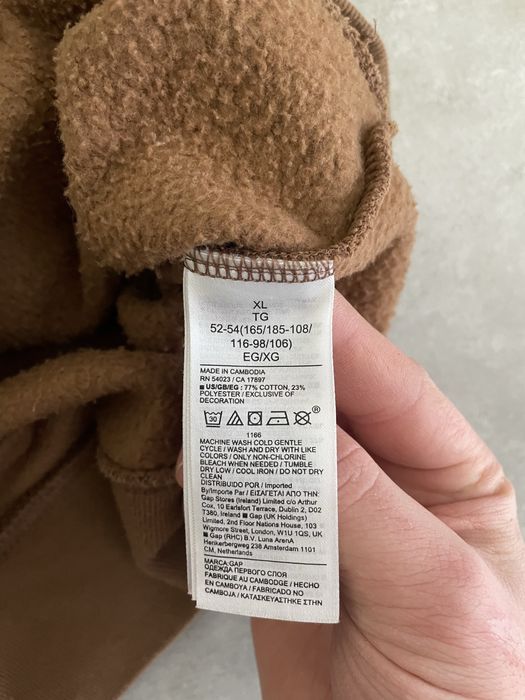 XL
TG
52-54(165/185-108/
116-98/106)
EG/XG
MADE IN CAMBODIA
RN 54023 / CA 17897
■ US/GB/EG : 77% COTTON, 23%
POLYESTER / EXCLUSIVE OF
DECORATION
30
®
1166
MACHINE WASH COLD GENTLE
CYCLE / WASH AND DRY WITH LIKE
COLORS / ONLY NON-CHLORINE
BLEACH WHEN NEEDED / TUMBLE
DRY LOW / COOL IRON / DO NOT DRY
CLEAN
DISTRIBUIDO POR / Imported
By/Importe Par / ΕΙΣΑΓΕΤΑΙ ΑΠΟ ΤΗΝ/
Gap Stores (Ireland) Limited c/o Arthur
Cox, 10 Earlsfort Terrace, Dublin 2, D02
T380, Ireland ■ Gap (UK Holdings)
Limited, 2nd Floor Nations House, 103
Wigmore Street, London, W1U 1QS, UK
■ Gap (RHC) B.V. Luna ArenA
Herikerbergweg 238 Amsterdam 1101
CM, Netherlands
МАРСА:GAP
ОДЕЖДА ПЕРВОГО СЛОЯ
FABRIQUÉ AU CAMBODGE / HECHO
EN CAMBOYA / FABRICADO NO
CAMBOJA / ΚΑΤΑΣΚΕΥΑΣΤΗΚΕ ΣΤΗΝ